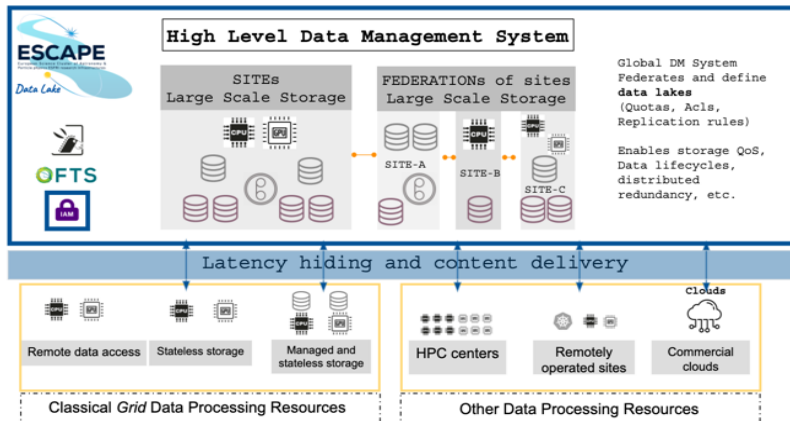 ESCAPE
Data Lake
FTS
IAM
High Level Data Management System
SITEs
Large Scale Storage
CPU
FEDERATIONs of sites
Large Scale Storage
CPU
SITE-A
SITE-B
SITE-C
Global DM System
Federates and define
data lakes
(Quotas, Acls,
Replication rules)
Enables storage QoS,
Data lifecycles,
distributed
redundancy, etc.
Latency hiding and content delivery
Remote data access
Stateless storage
Managed and
stateless storage
HPC centers
Remotely
operated sites
Clouds
Commercial
clouds
Classical Grid Data Processing Resources
Other Data Processing Resources